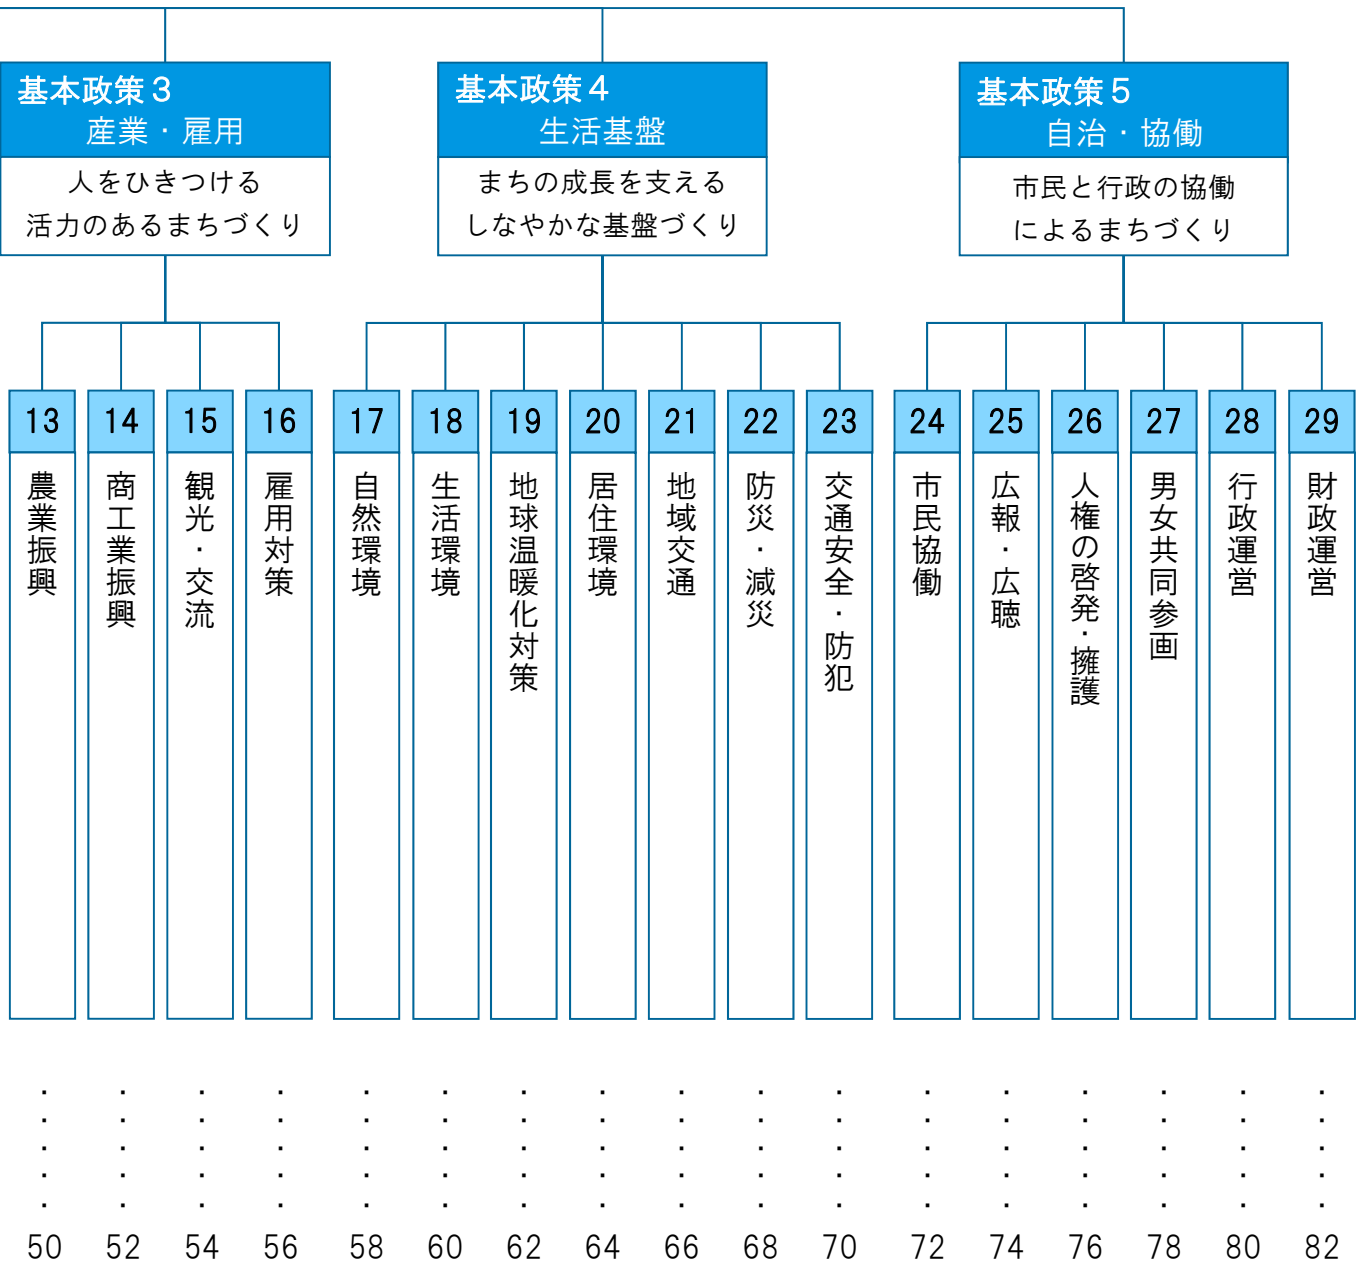 基本政策３
産業・雇用
人をひきつける
活力のあるまちづくり
基本政策４
生活基盤
まちの成長を支える
しなやかな基盤づくり
基本政策５
自治・協働
市民と行政の協働
によるまちづくり
13
農業振興
14
商工業振興
15
観光・交流
16
雇用対策
17
自然環境
18
生活環境
19
地球温暖化対策
20
居住環境
21
地域交通
22
防災・減災
23
交通安全・防犯
24
市民協働
25
広報・広聴
26
人権の啓発・擁護
27
男女共同参画
28
行政運営
29
財政運営
50
52
54
56
58
60
62
64
66
68
70
72
74
76
78
80
82